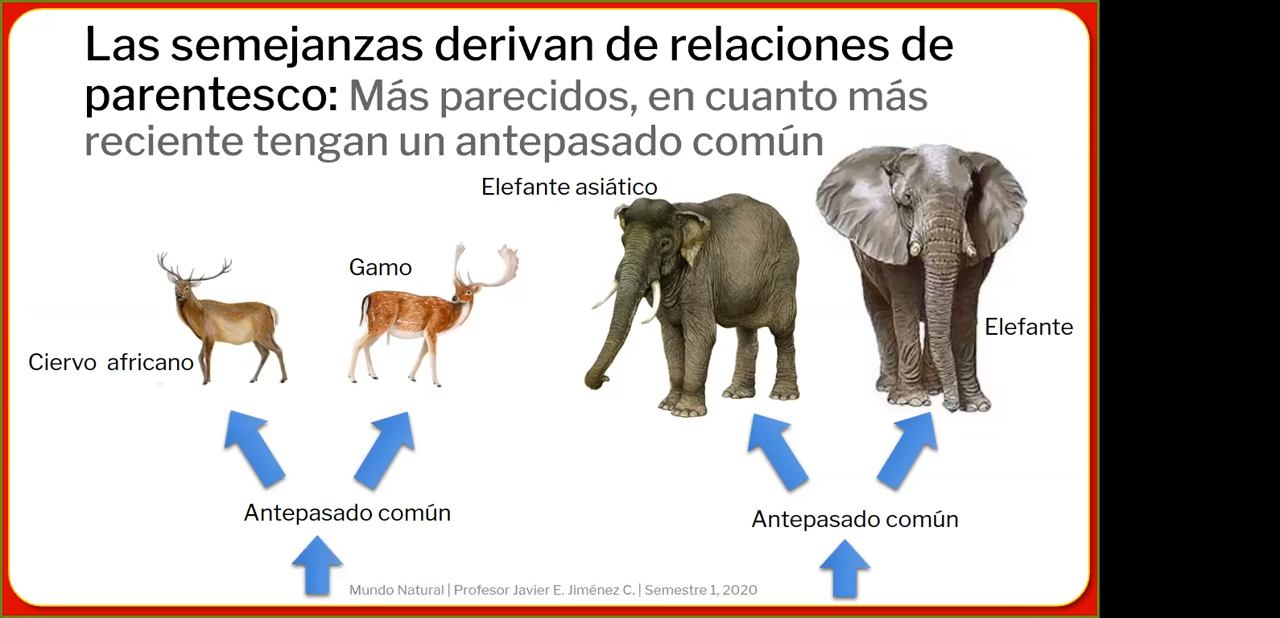 Las semejanzas derivan de relaciones de
parentesco: Más parecidos, en cuanto más
reciente tengan un antepasado común
Elefante asiático
Gamo
Elefante
Ciervo africano
Antepasado común
Antepasado común
Mundo Natural | Profesor Javier E. Jiménez C. | Semestre 1, 2020